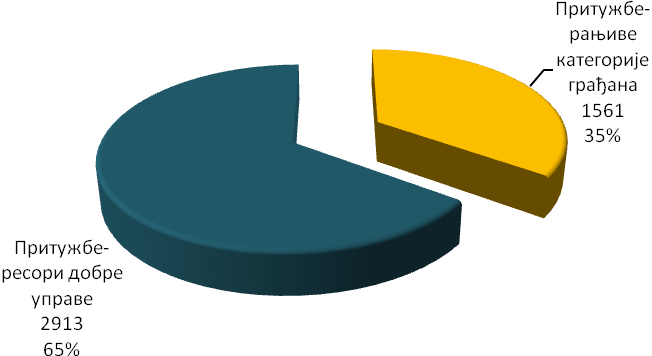 Притужбе-
рањиве
категорије
грађана
1561
35%
Притужбе-
ресори добре
управе
2913
65%